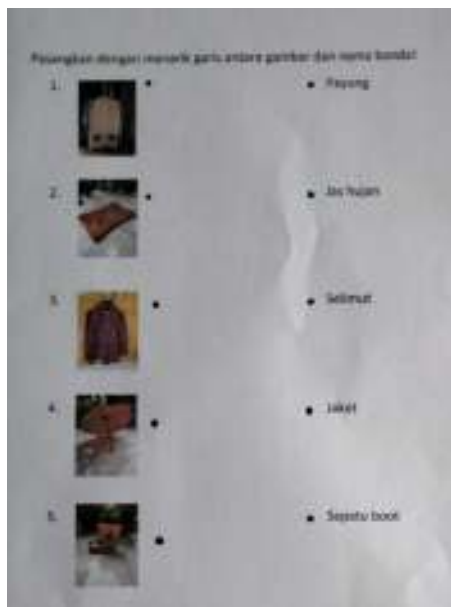 Pasangkan dengan menarik garis antara gambar dan nama benda!
1. Payung
2. Jas hujan
3. Selimut
4. Jaket
5. Sepatu boot